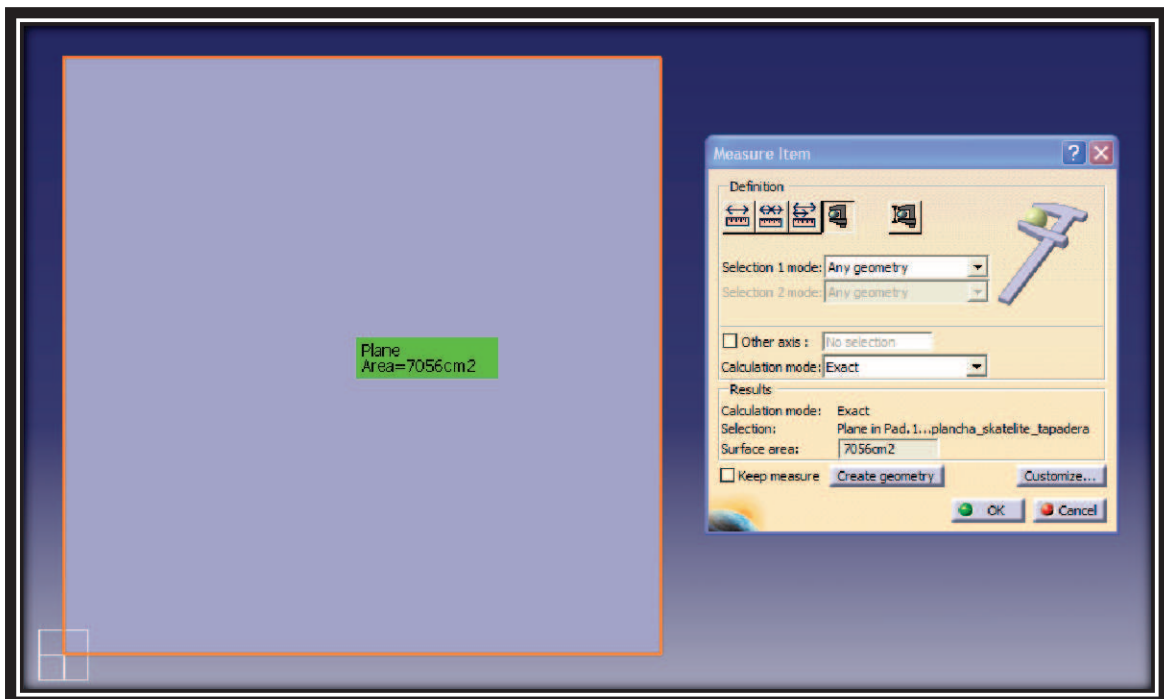 Plane
Area=7056cm2
Measure Item
Definition
Selection 1 mode: Any geometry
Selection 2 mode: Any geometry
Other axis : No selection
Calculation mode: Exact
Results
Calculation mode: Exact
Selection: Plane in Pad.1...plancha_skatelite_tapadera
Surface area: 7056cm2
Keep measure Create geometry Customize...
OK Cancel